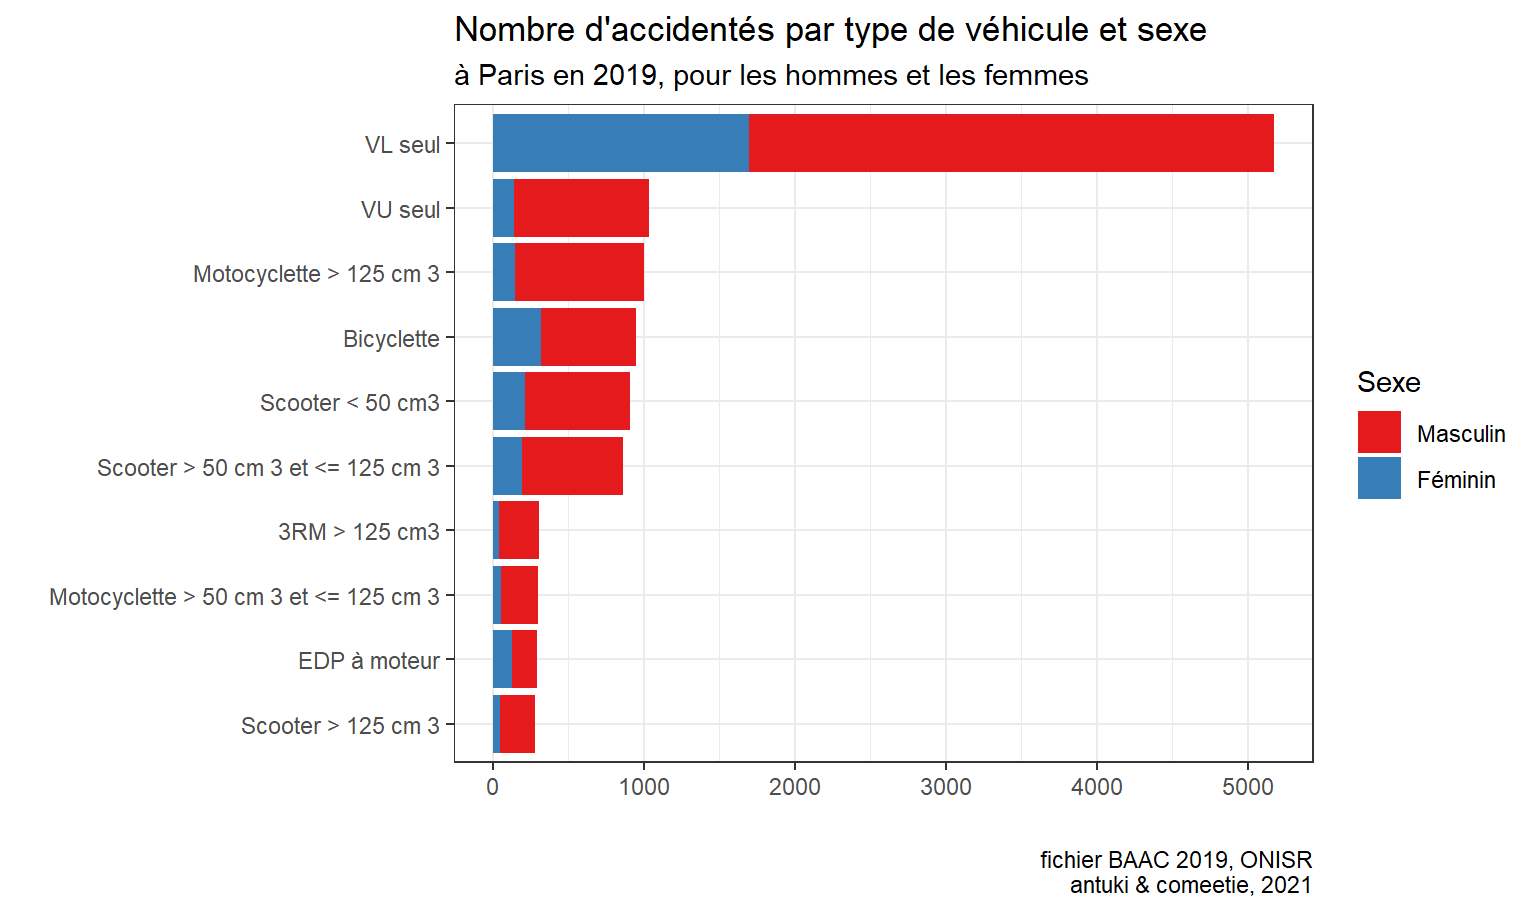 Nombre d'accidentés par type de véhicule et sexe
à Paris en 2019, pour les hommes et les femmes
VL seul
VU seul
Motocyclette > 125 cm 3
Bicyclette
Scooter < 50 cm3
Scooter > 50 cm 3 et <= 125 cm 3
3RM > 125 cm3
Motocyclette > 50 cm 3 et <= 125 cm 3
EDP à moteur
Scooter > 125 cm 3
0 1000 2000 3000 4000 5000
Sexe
Masculin
Féminin
fichier BAAC 2019, ONISR
antuki & comeetie, 2021